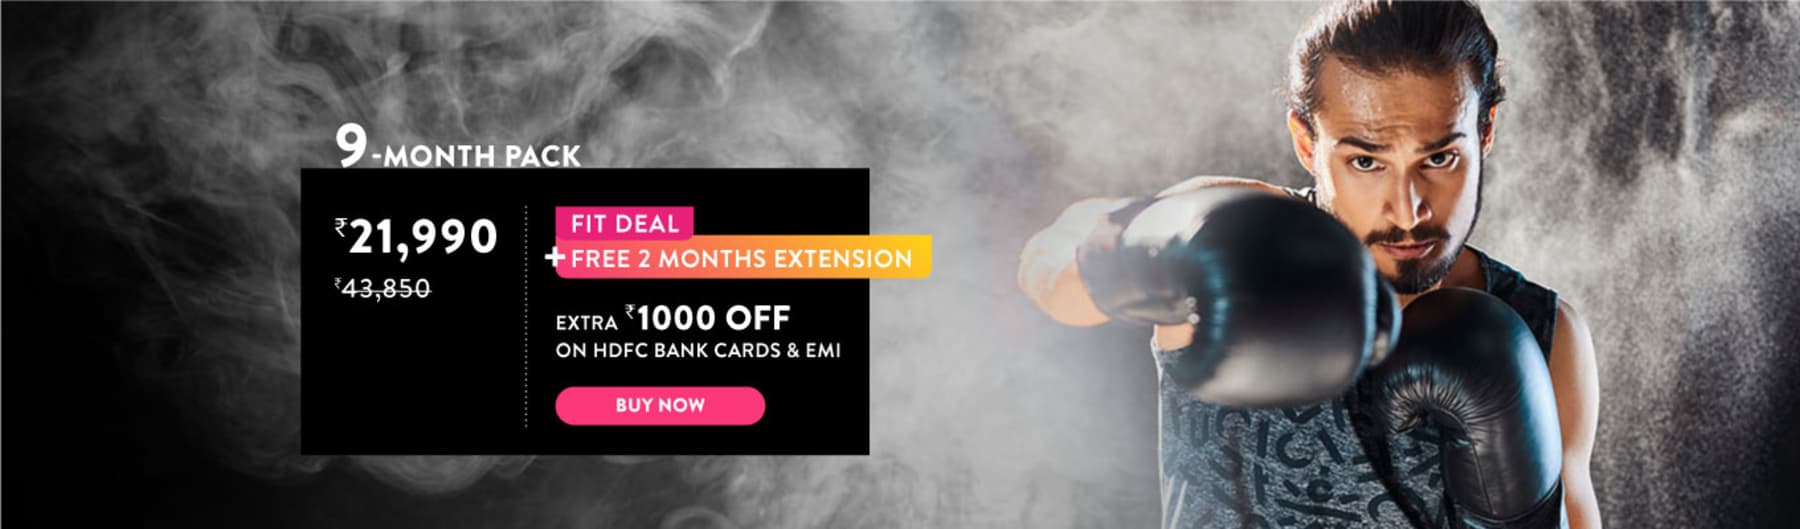 9-MONTH PACK
₹21,990
₹43,850
FIT DEAL
+ FREE 2 MONTHS EXTENSION
EXTRA ₹1000 OFF
ON HDFC BANK CARDS & EMI
BUY NOW